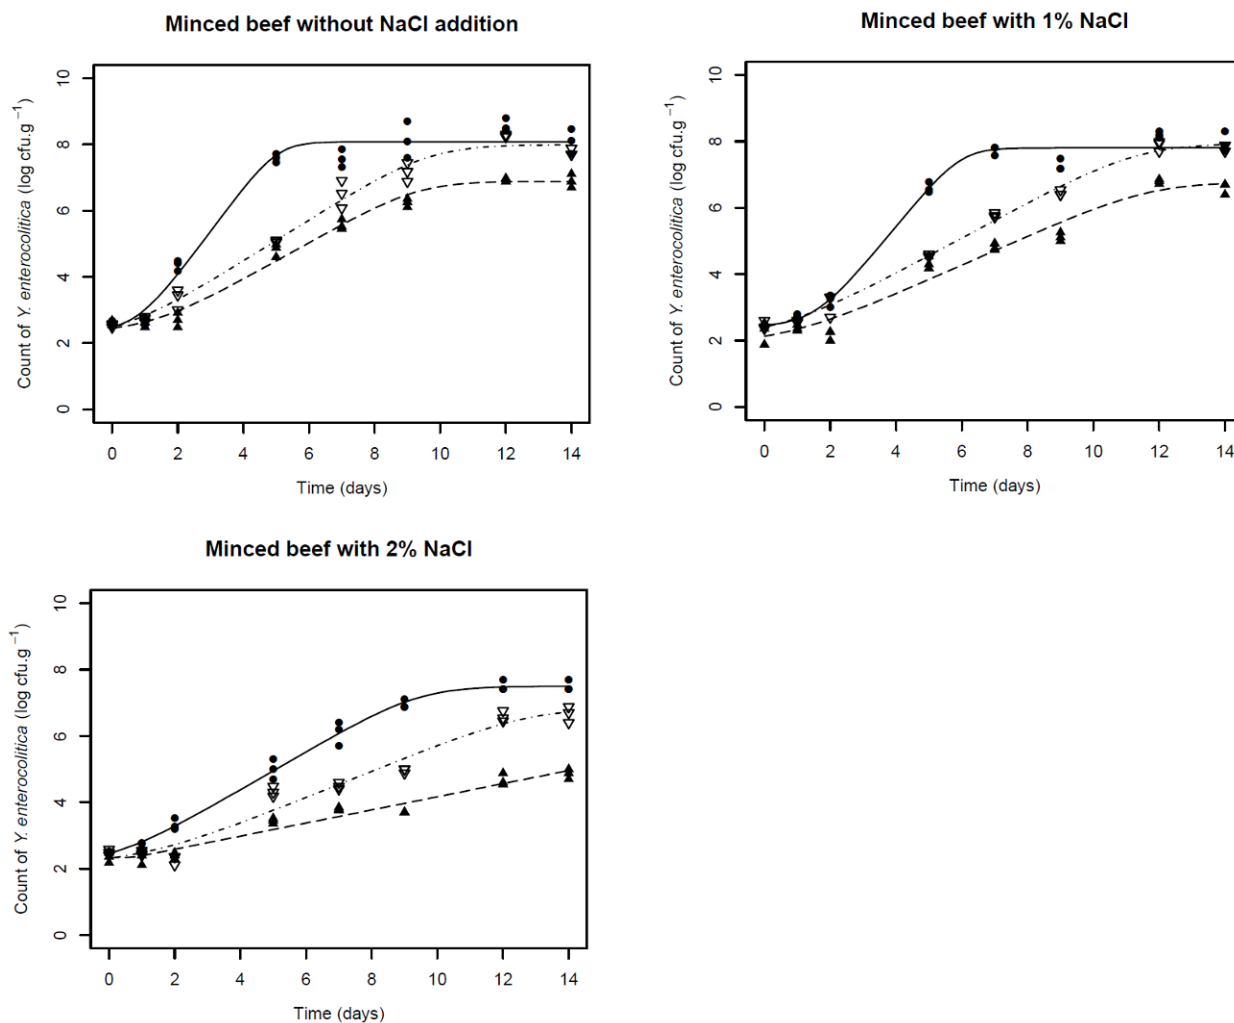 Minced beef without NaCl addition
Count of Y. enterocolitica (log cfu.g⁻¹)
10
8
6
4
2
0
0 2 4 6 8 10 12 14
Time (days)
Minced beef with 1% NaCl
Count of Y. enterocolitica (log cfu.g⁻¹)
10
8
6
4
2
0
0 2 4 6 8 10 12 14
Time (days)
Minced beef with 2% NaCl
Count of Y. enterocolitica (log cfu.g⁻¹)
10
8
6
4
2
0
0 2 4 6 8 10 12 14
Time (days)